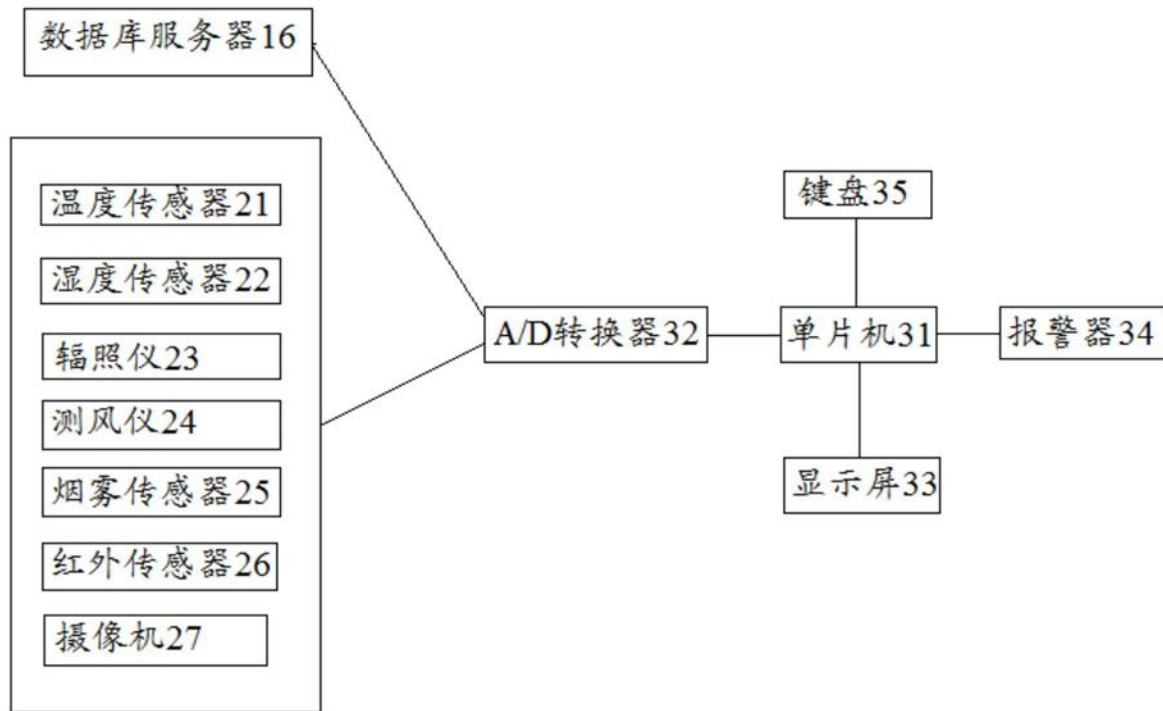 数据库服务器16
温度传感器21
湿度传感器22
辐照仪23
测风仪24
烟雾传感器25
红外传感器26
摄像机27
A/D转换器32
键盘35
单片机31
报警器34
显示屏33